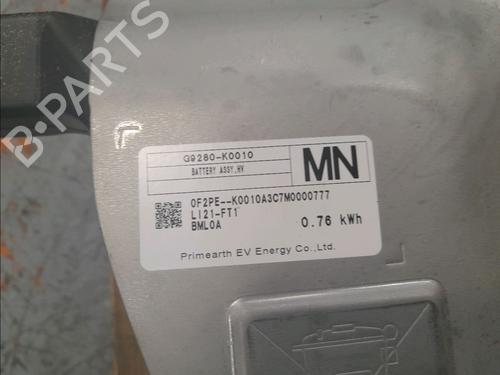 B-PARTS
G9280-K0010
BATTERY ASSY,HV
MN
0F2PE--K0010A3C7M0000777
LI21-FT1
BML0A
0.76 kWh
Primearth EV Energy Co.,Ltd.